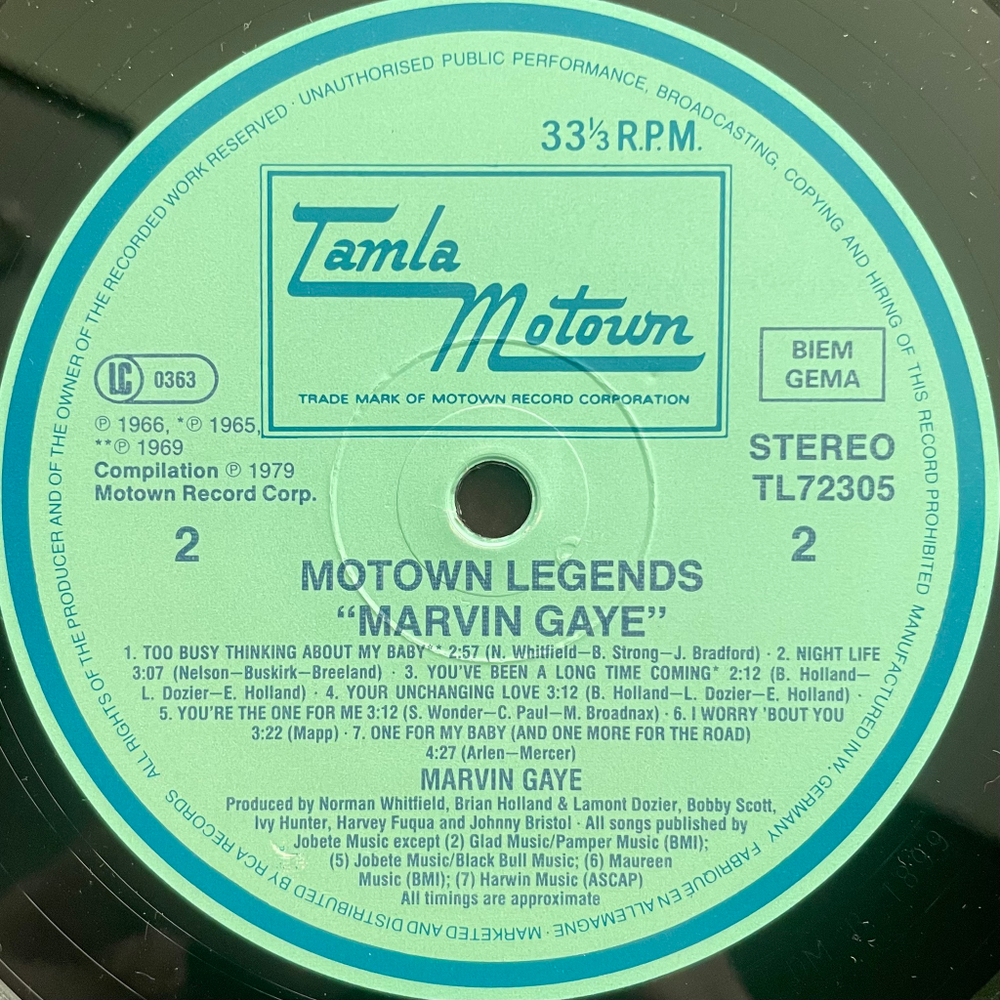 ALL RIGHTS OF THE PRODUCER AND OF THE OWNER OF THE RECORDED WORK RESERVED · UNAUTHORISED PUBLIC PERFORMANCE, BROADCASTING, COPYING AND HIRING OF THIS RECORD PROHIBITED MANUFACTURED IN W. GERMANY FABRIQUÉ EN ALLEMAGNE · MARKETED AND DISTRIBUTED BY RCA RECORDS
33⅓ R.P.M.
Tamla
Motown
TRADE MARK OF MOTOWN RECORD CORPORATION
LC 0363
℗ 1966, *℗ 1965,
**℗ 1969
Compilation ℗ 1979
Motown Record Corp.
2
BIEM
GEMA
STEREO
TL72305
2
MOTOWN LEGENDS
“MARVIN GAYE”
1. TOO BUSY THINKING ABOUT MY BABY** 2:57 (N. Whitfield—B. Strong—J. Bradford) · 2. NIGHT LIFE
3:07 (Nelson—Buskirk—Breeland) · 3. YOU'VE BEEN A LONG TIME COMING* 2:12 (B. Holland—
L. Dozier—E. Holland) · 4. YOUR UNCHANGING LOVE 3:12 (B. Holland—L. Dozier—E. Holland) ·
5. YOU'RE THE ONE FOR ME 3:12 (S. Wonder—C. Paul—M. Broadnax) · 6. I WORRY 'BOUT YOU
3:22 (Mapp) · 7. ONE FOR MY BABY (AND ONE MORE FOR THE ROAD)
4:27 (Arlen—Mercer)
MARVIN GAYE
Produced by Norman Whitfield, Brian Holland & Lamont Dozier, Bobby Scott,
Ivy Hunter, Harvey Fuqua and Johnny Bristol · All songs published by
Jobete Music except (2) Glad Music/Pamper Music (BMI);
(5) Jobete Music/Black Bull Music; (6) Maureen
Music (BMI); (7) Harwin Music (ASCAP)
All timings are approximate